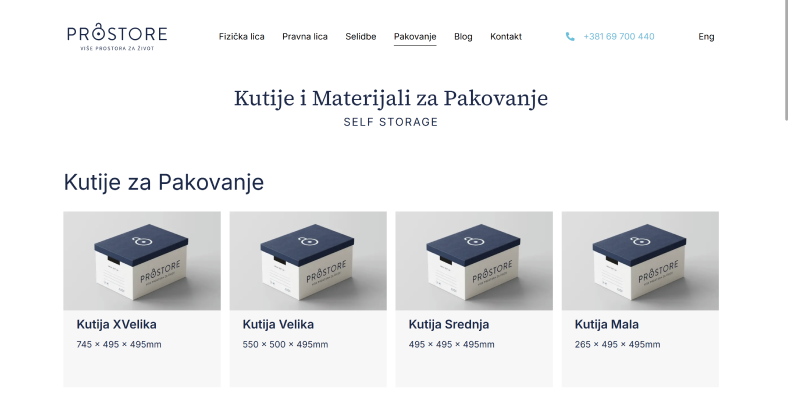 PROSTORE
VIŠE PROSTORA ZA ŽIVOT
Fizička lica
Pravna lica
Selidbe
Pakovanje
Blog
Kontakt
+381 69 700 440
Eng
Kutije i Materijali za Pakovanje
SELF STORAGE
Kutije za Pakovanje
PROSTORE
PROSTORE
PROSTORE
PROSTORE
Kutija XVelika
745 × 495 × 495mm
Kutija Velika
550 × 500 × 495mm
Kutija Srednja
495 × 495 × 495mm
Kutija Mala
265 × 495 × 495mm